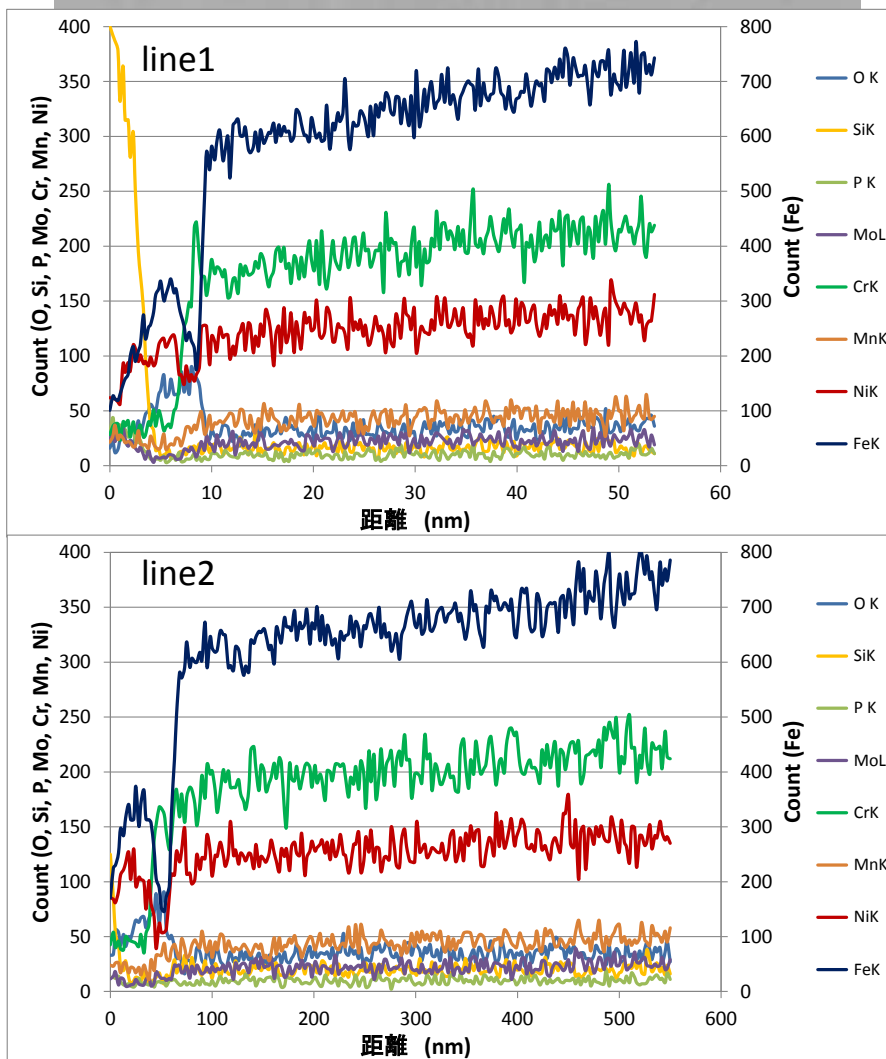 line1
Count (O, Si, P, Mo, Cr, Mn, Ni)
400
350
300
250
200
150
100
50
0
800
700
600
500
400
300
200
100
0
Count (Fe)
0 10 20 30 40 50 60
距離 (nm)
O K
SiK
P K
MoL
CrK
MnK
NiK
FeK
line2
Count (O, Si, P, Mo, Cr, Mn, Ni)
400
350
300
250
200
150
100
50
0
800
700
600
500
400
300
200
100
0
Count (Fe)
0 100 200 300 400 500 600
距離 (nm)
O K
SiK
P K
MoL
CrK
MnK
NiK
FeK